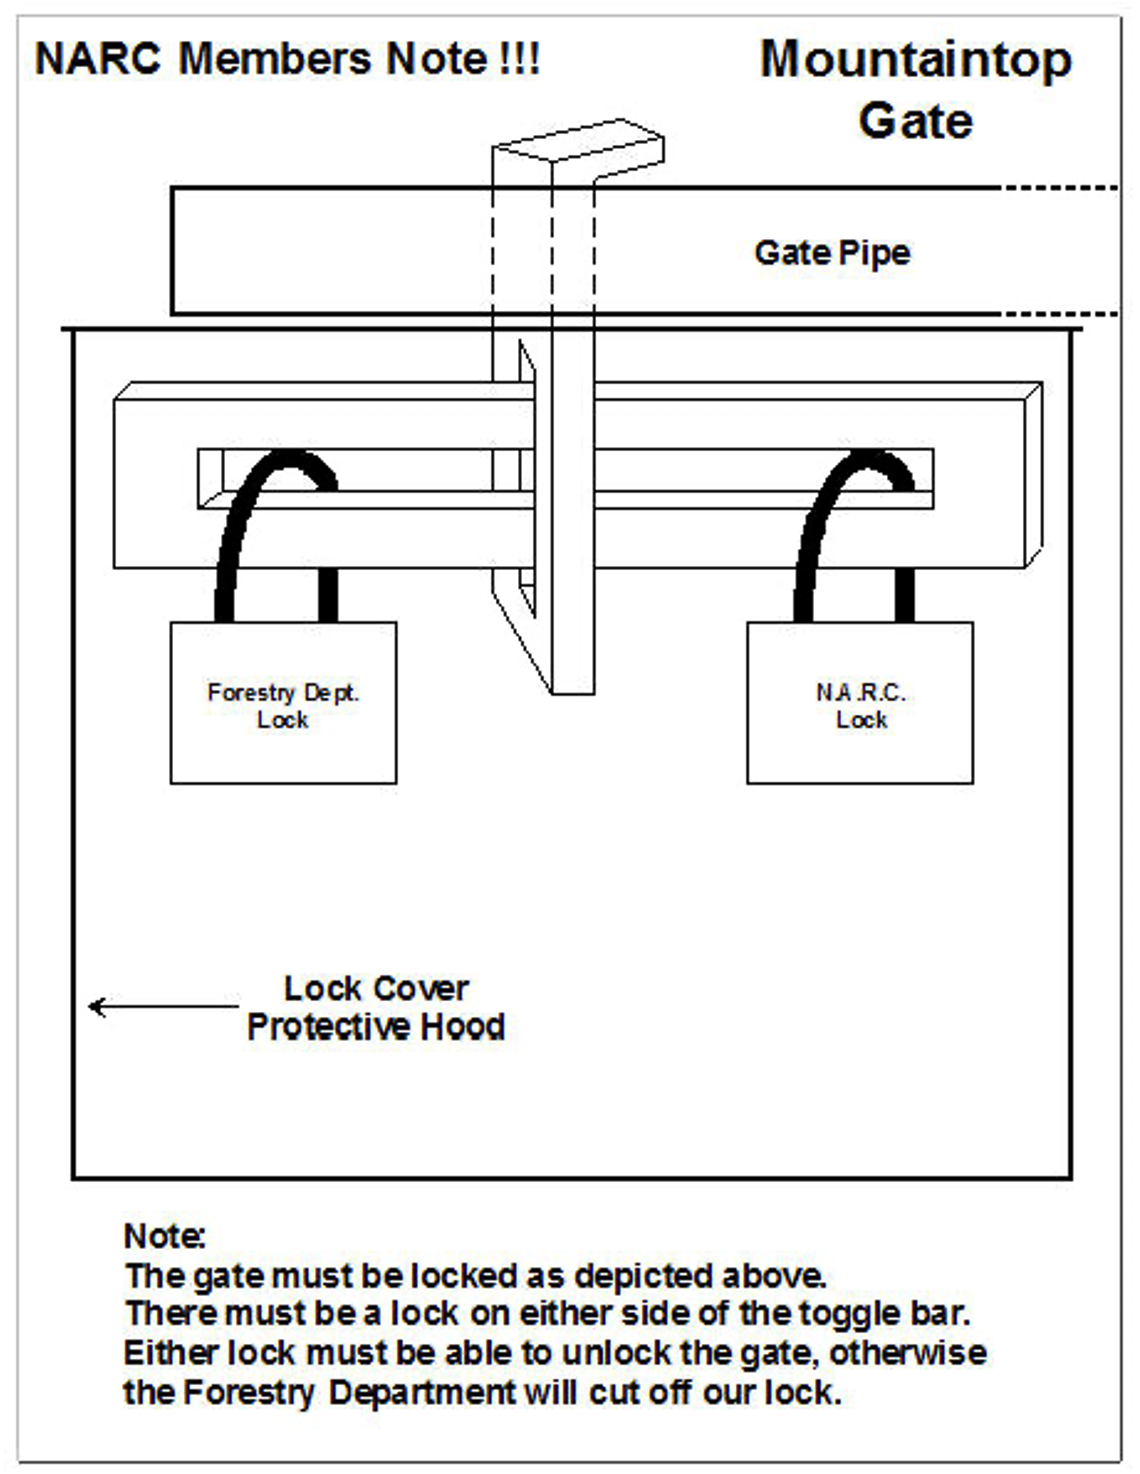 NARC Members Note !!!
Mountaintop
Gate
Gate Pipe
Forestry Dept.
Lock
N.A.R.C.
Lock
Lock Cover
Protective Hood
Note:
The gate must be locked as depicted above.
There must be a lock on either side of the toggle bar.
Either lock must be able to unlock the gate, otherwise
the Forestry Department will cut off our lock.